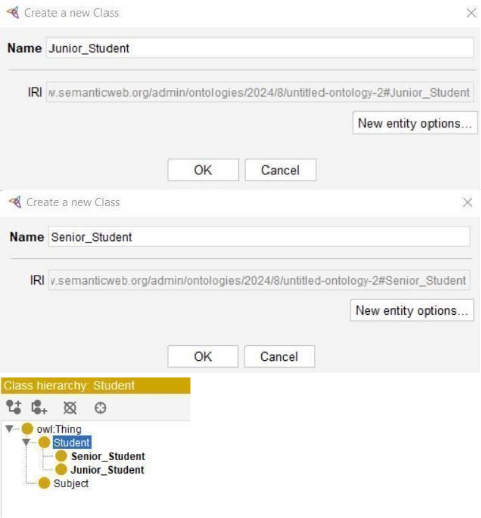 Create a new Class
Name Junior_Student
IRI v.semanticweb.org/admin/ontologies/2024/8/untitled-ontology-2#Junior_Student
New entity options...
OK Cancel
Create a new Class
Name Senior_Student
IRI v.semanticweb.org/admin/ontologies/2024/8/untitled-ontology-2#Senior_Student
New entity options...
OK Cancel
Class hierarchy: Student
owl:Thing
Student
Senior_Student
Junior_Student
Subject